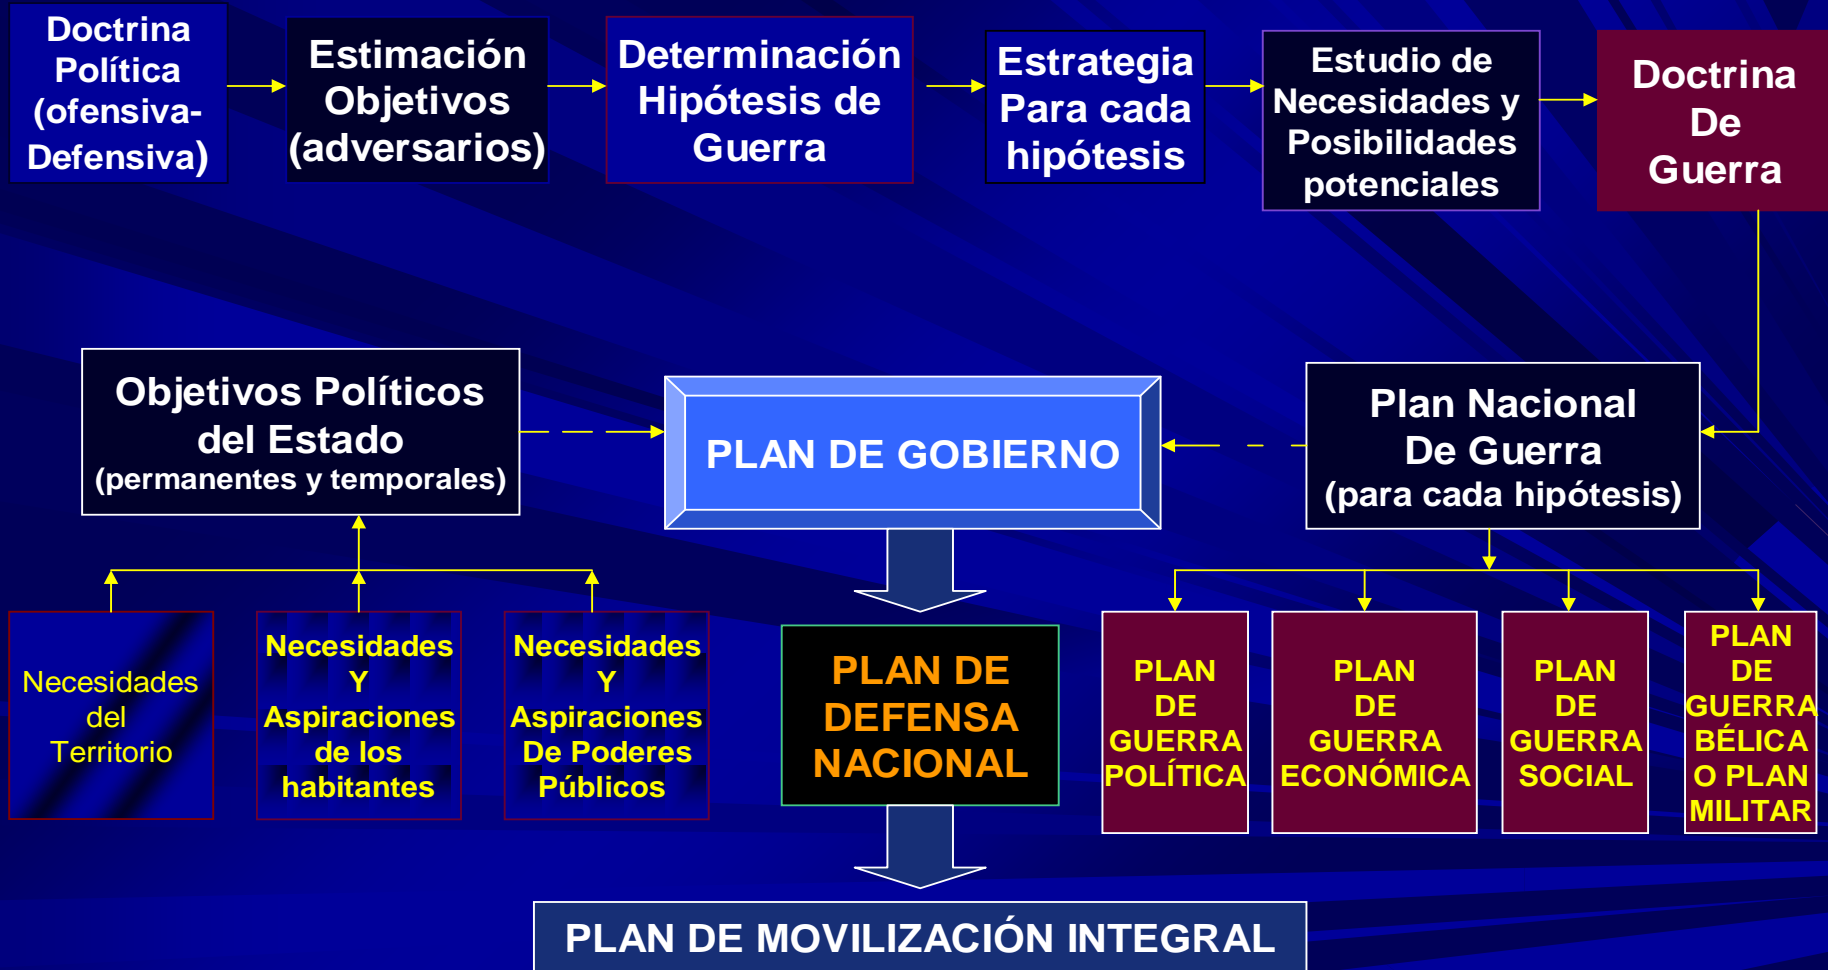 Doctrina
Política
(ofensiva-
Defensiva)
Estimación
Objetivos
(adversarios)
Determinación
Hipótesis de
Guerra
Estrategia
Para cada
hipótesis
Estudio de
Necesidades y
Posibilidades
potenciales
Doctrina
De
Guerra
Objetivos Políticos
del Estado
(permanentes y temporales)
PLAN DE GOBIERNO
Plan Nacional
De Guerra
(para cada hipótesis)
Necesidades
del
Territorio
Necesidades
Y
Aspiraciones
de los
habitantes
Necesidades
Y
Aspiraciones
De Poderes
Públicos
PLAN DE
DEFENSA
NACIONAL
PLAN
DE
GUERRA
POLÍTICA
PLAN
DE
GUERRA
ECONÓMICA
PLAN
DE
GUERRA
SOCIAL
PLAN
DE
GUERRA
BÉLICA
O PLAN
MILITAR
PLAN DE MOVILIZACIÓN INTEGRAL